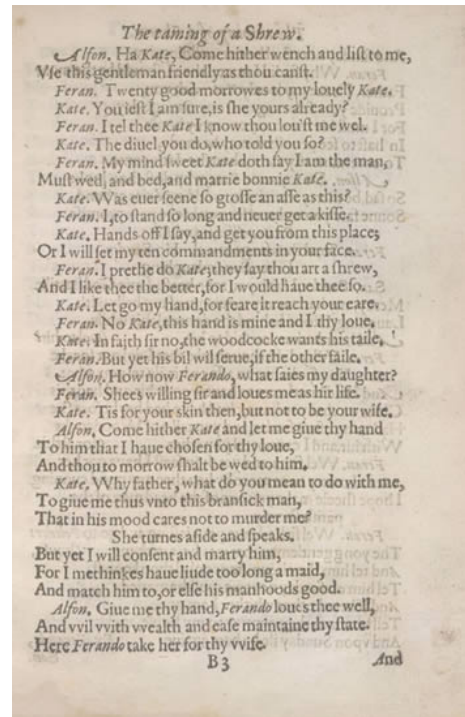 The taming of a Shrew.
Alfon. Ha Kate, Come hither wench and liſt to me,
Vſe this gentleman friendly as thou canſt.
Feran. Twenty good morrowes to my louely Kate.
Kate. You ieſt I am ſure, is ſhe yours already?
Feran. I tel thee Kate I know thou lou'ſt me wel.
Kate. The diuel you do, who told you ſo?
Feran. My mind ſweet Kate doth ſay I am the man,
Muſt wed, and bed, and marrie bonnie Kate.
Kate. Was euer ſeene ſo groſſe an aſſe as this?
Feran. I, to ſtand ſo long and neuer get a kiſſe.
Kate. Hands off I ſay, and get you from this place;
Or I will ſet my ten commandments in your face.
Feran. I prethe do Kate; they ſay thou art a ſhrew,
And I like thee the better, for I would haue thee ſo.
Kate. Let go my hand, for feare it reach your eare.
Feran. No Kate, this hand is mine and I thy loue.
Kate. In faith ſir no, the woodcocke wants his taile.
Feran. But yet his bil wil ſerue, if the other faile.
Alfon. How now Ferando, what ſaies my daughter?
Feran. Shees willing ſir and loues me as hir life.
Kate. Tis for your skin then, but not to be your wife.
Alfon. Come hither Kate and let me giue thy hand
To him that I haue choſen for thy loue,
And thou to morrow ſhalt be wed to him.
Kate. Why father, what do you mean to do with me,
To giue me thus vnto this branſick man,
That in his mood cares not to murder me?
She turnes aſide and ſpeaks.
But yet I will conſent and marry him,
For I methinkes haue liude too long a maid,
And match him to, or elſe his manhoods good.
Alfon. Giue me thy hand, Ferando loues thee well,
And vvil vvith vvealth and eaſe maintaine thy ſtate.
Here Ferando take her for thy vvife.
B3 And